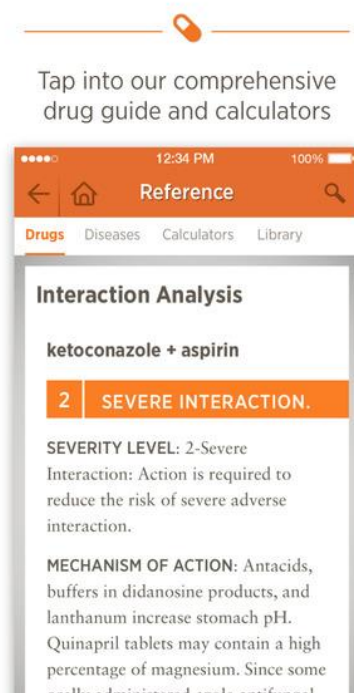 Tap into our comprehensive
drug guide and calculators
12:34 PM 100%
Reference
Drugs Diseases Calculators Library
Interaction Analysis
ketoconazole + aspirin
2 SEVERE INTERACTION.
SEVERITY LEVEL: 2-Severe
Interaction: Action is required to
reduce the risk of severe adverse
interaction.
MECHANISM OF ACTION: Antacids,
buffers in didanosine products, and
lanthanum increase stomach pH.
Quinapril tablets may contain a high
percentage of magnesium. Since some